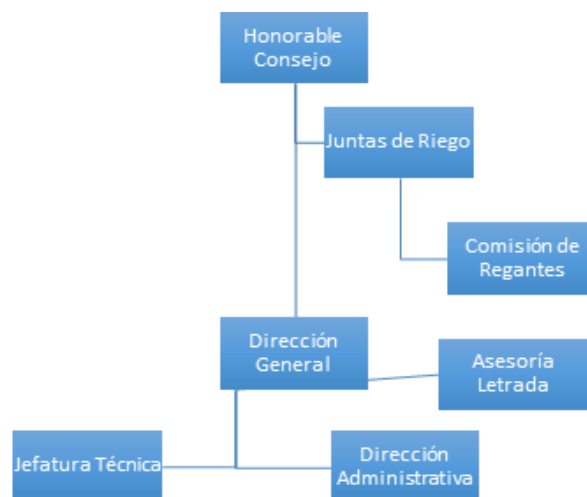 Honorable
Consejo
Juntas de Riego
Comisión de
Regantes
Dirección
General
Asesoría
Letrada
Jefatura Técnica
Dirección
Administrativa